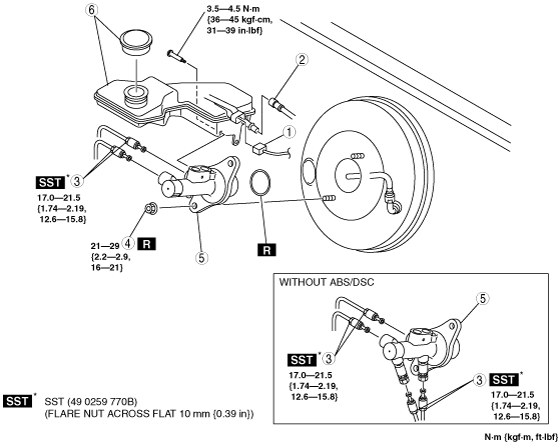 6
3.5—4.5 N·m
{36—45 kgf·cm,
31—39 in·lbf}
2
1
SST * 3
17.0—21.5
{1.74—2.19,
12.6—15.8}
4 R
21—29
{2.2—2.9,
16—21}
5
R
WITHOUT ABS/DSC
5
SST * 3
17.0—21.5
{1.74—2.19,
12.6—15.8}
3 SST *
17.0—21.5
{1.74—2.19,
12.6—15.8}
SST * SST (49 0259 770B)
(FLARE NUT ACROSS FLAT 10 mm {0.39 in})
N·m {kgf·m, ft·lbf}